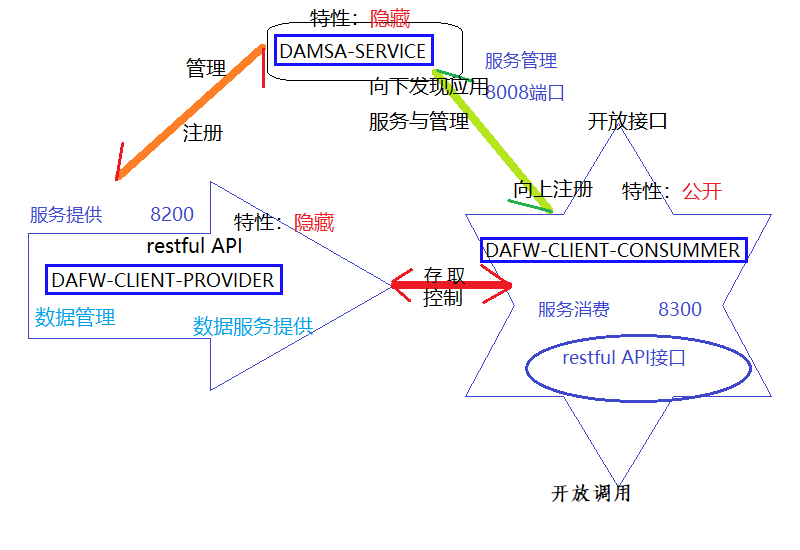 特性：隐藏
DAMSA-SERVICE
服务管理
8008端口
管理
注册
向下发现应用
服务与管理
开放接口
向上注册
特性：公开
服务提供 8200
特性：隐藏
restful API
DAFW-CLIENT-PROVIDER
数据管理
数据服务提供
存取
控制
DAFW-CLIENT-CONSUMMER
服务消费 8300
restful API接口
开放调用